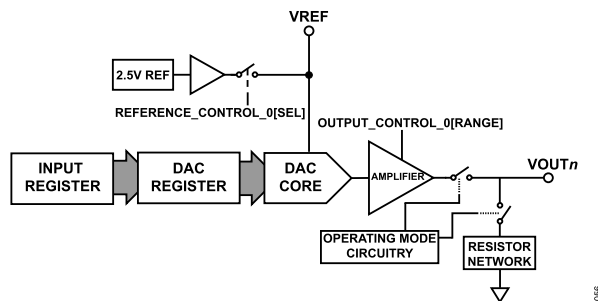 VREF
2.5V REF
REFERENCE_CONTROL_0[SEL]
OUTPUT_CONTROL_0[RANGE]
INPUT
REGISTER
DAC
REGISTER
DAC
CORE
AMPLIFIER
VOUTn
OPERATING MODE
CIRCUITRY
RESISTOR
NETWORK